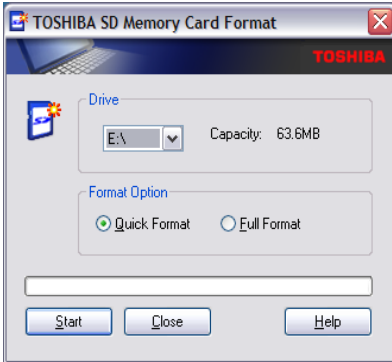 TOSHIBA SD Memory Card Format
TOSHIBA
Drive
SD
E:\ Capacity: 63.6MB
Format Option
Quick Format Full Format
Start Close Help